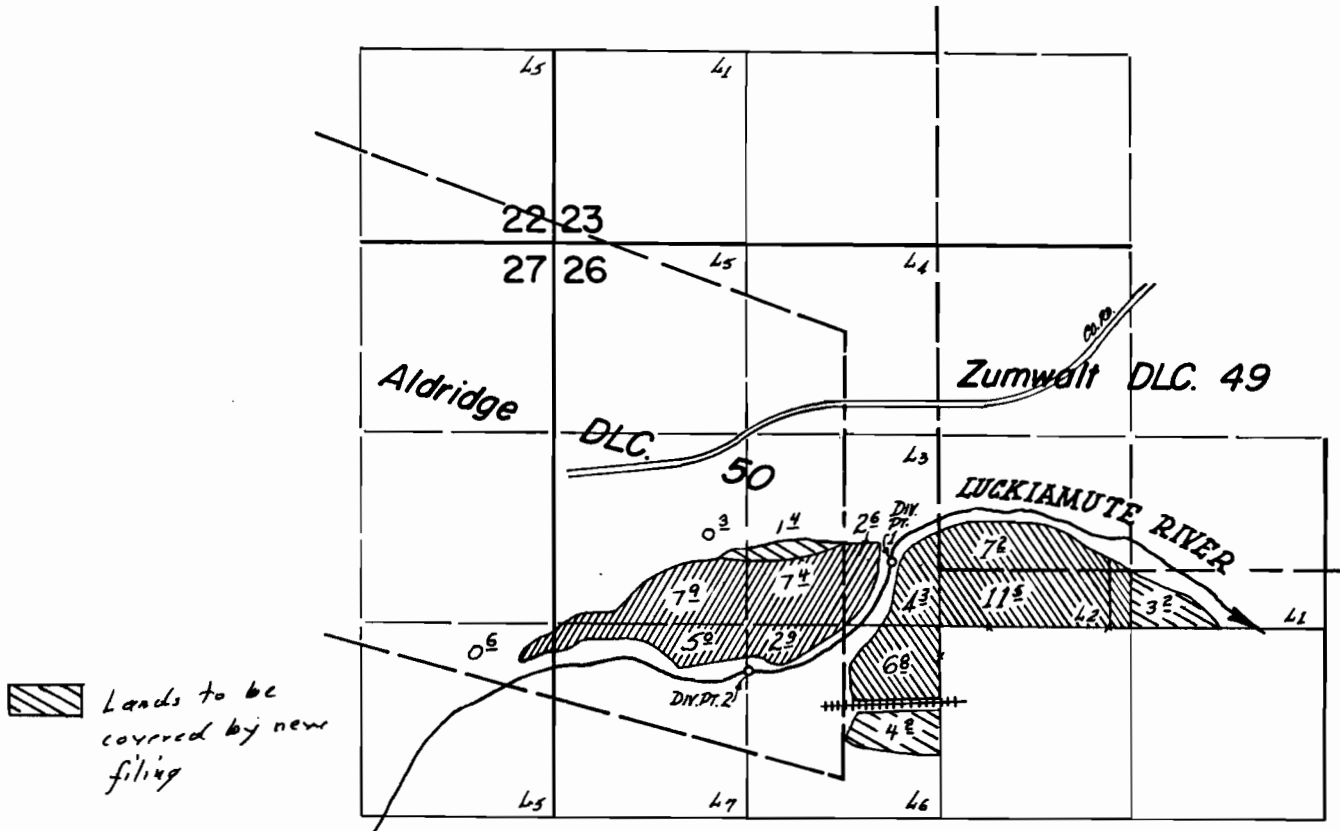 L5
L1
22 23
27 26
L5
L4
CO. RD.
Aldridge
Zumwalt DLC. 49
DLC.
50
L3
LUCKIAMUTE RIVER
DIV.
PT.
0 3
1 4
2 6
7 2
7 9
7 4
4 3
11 5
L2
3 2
L1
0 6
5 0
2 9
6 8
DIV. PT. 2
4 2
Lands to be
covered by new
filing
L5
L7
L6